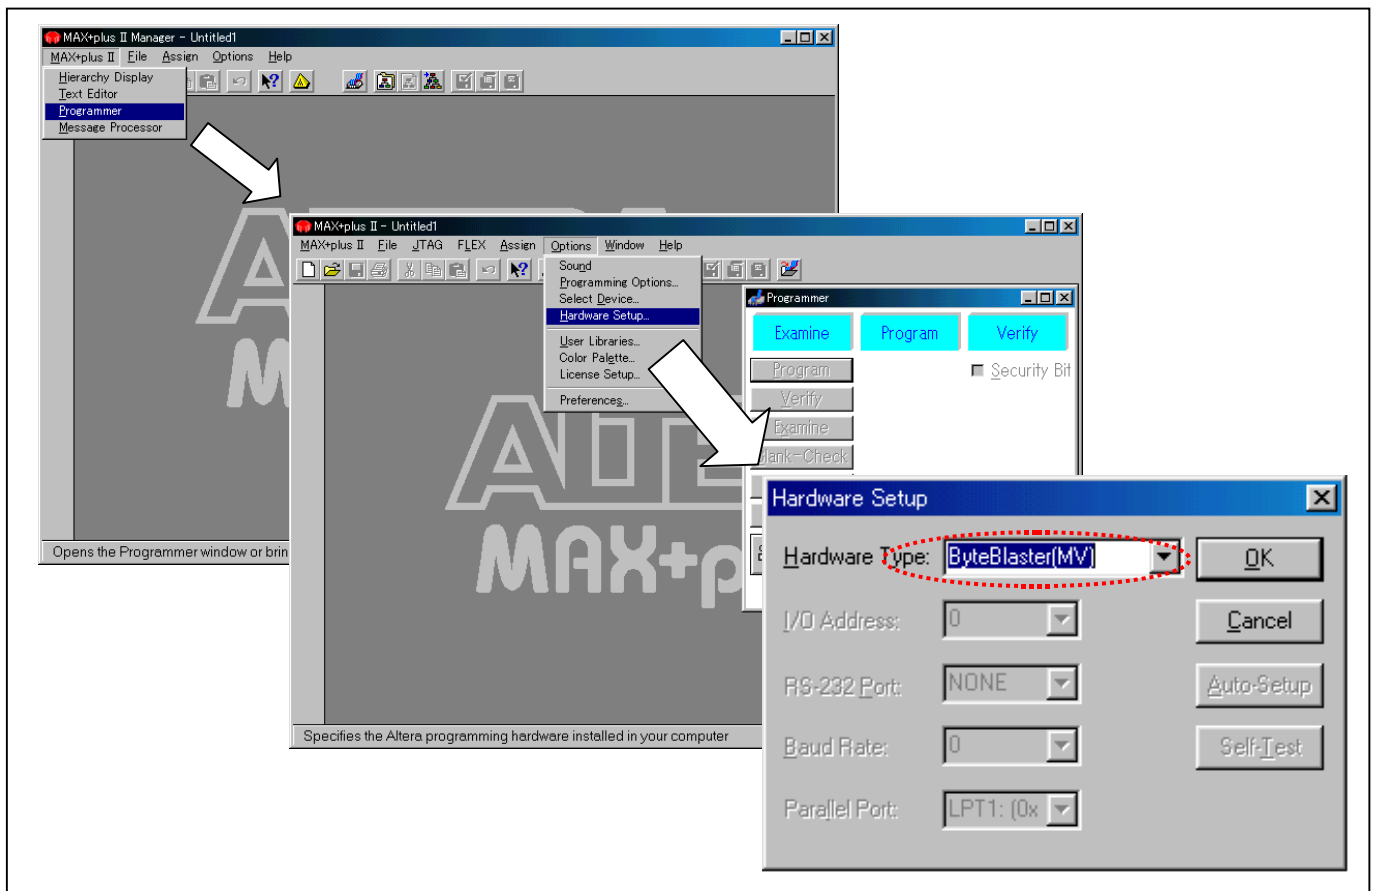 MAX+plus II Manager - Untitled1
MAX+plus II File Assign Options Help
Hierarchy Display
Text Editor
Programmer
Message Processor
Opens the Programmer window or brin
MAX+plus II - Untitled1
MAX+plus II File JTAG FLEX Assign Options Window Help
Sound
Programming Options...
Select Device...
Hardware Setup...
User Libraries...
Color Palette...
License Setup...
Preferences...
ALTE
MAX+p
Specifies the Altera programming hardware installed in your computer
Programmer
Examine Program Verify
Program
Security Bit
Verify
Examine
Blank-Check
Hardware Setup
Hardware Type: ByteBlaster(MV) OK
I/O Address: 0 Cancel
RS-232 Port: NONE Auto-Setup
Baud Rate: 0 Self-Test
Parallel Port: LPT1: (0x